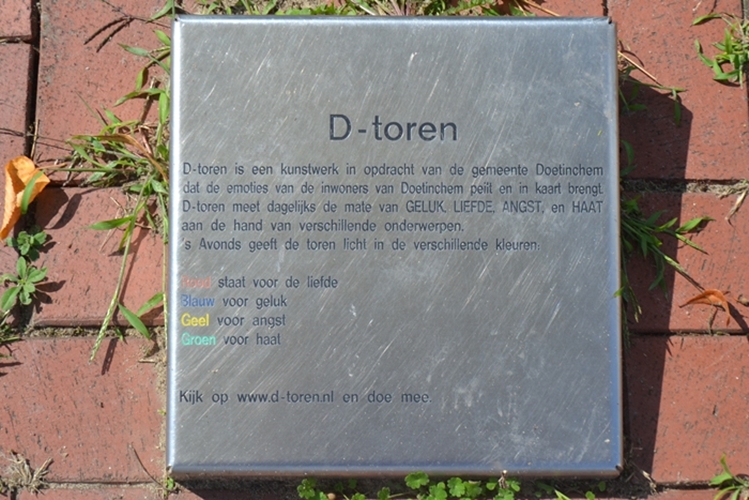 D-toren
D-toren is een kunstwerk in opdracht van de gemeente Doetinchem
dat de emoties van de inwoners van Doetinchem peilt en in kaart brengt.
D-toren meet dagelijks de mate van GELUK, LIEFDE, ANGST, en HAAT
aan de hand van verschillende onderwerpen.
's Avonds geeft de toren licht in de verschillende kleuren:
Rood staat voor de liefde
Blauw voor geluk
Geel voor angst
Groen voor haat
Kijk op www.d-toren.nl en doe mee.